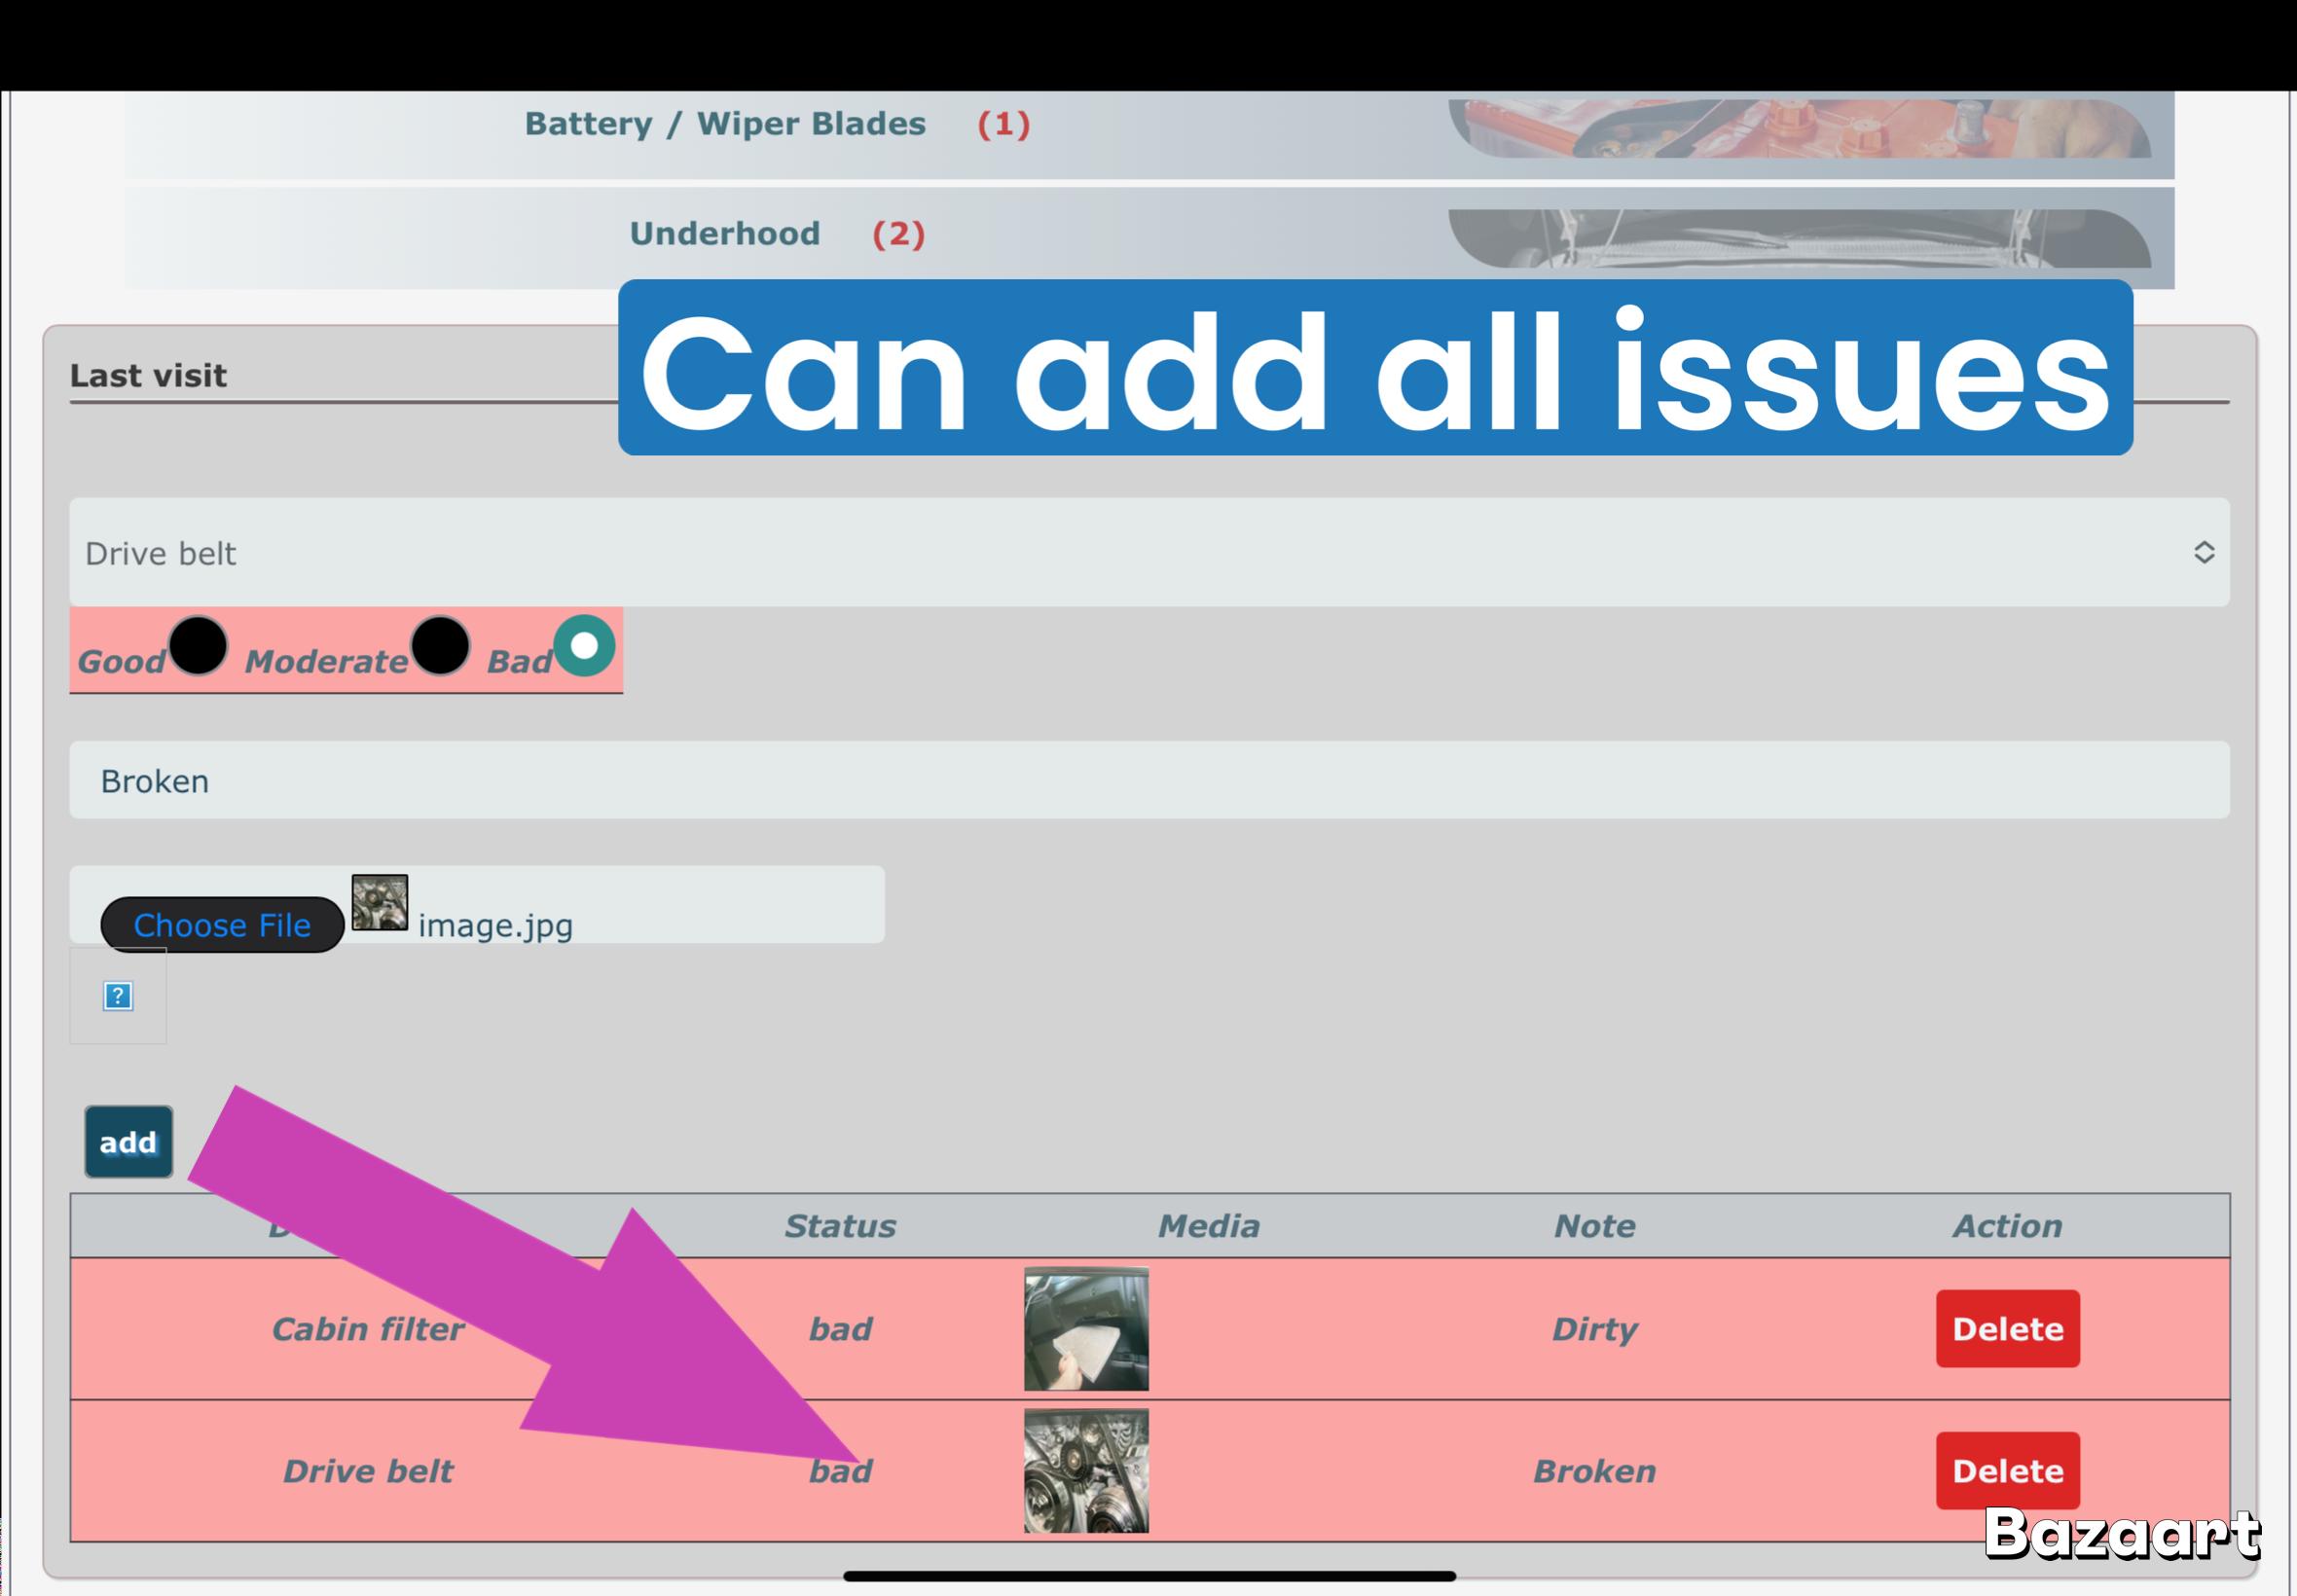 Battery / Wiper Blades (1)
Underhood (2)
Can add all issues
Last visit
Drive belt
Good Moderate Bad
Broken
Choose File image.jpg
?
add
Status Media Note Action
Cabin filter bad Dirty Delete
Drive belt bad Broken Delete
Bazaart